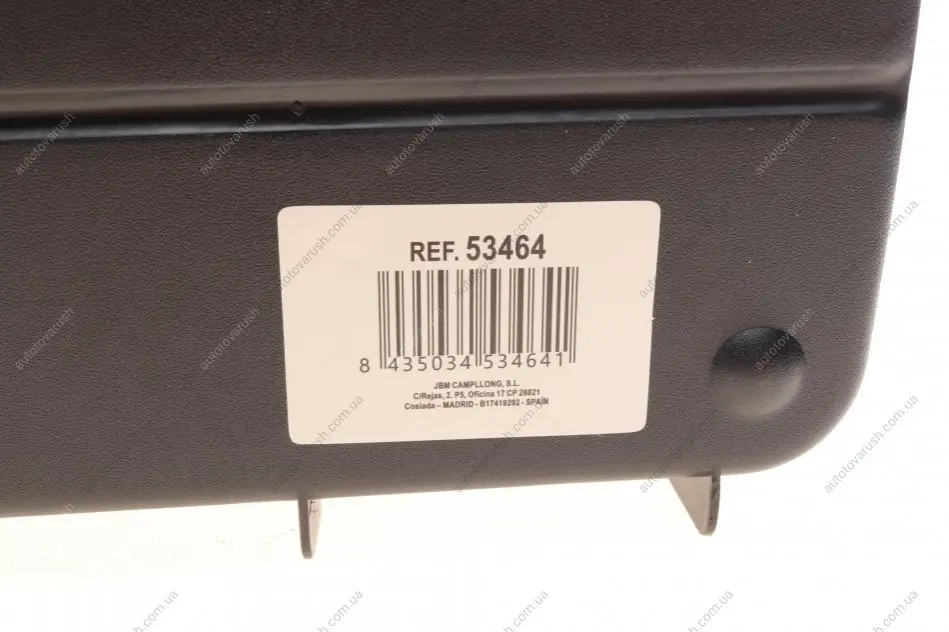 REF. 53464
8 435034 534641
JBM CAMPLLONG, S.L.
C/Rejas, 2. P5, Oficina 17 CP 28821
Coslada – MADRID - B17419292 - SPAIN
autotovarush.com.ua